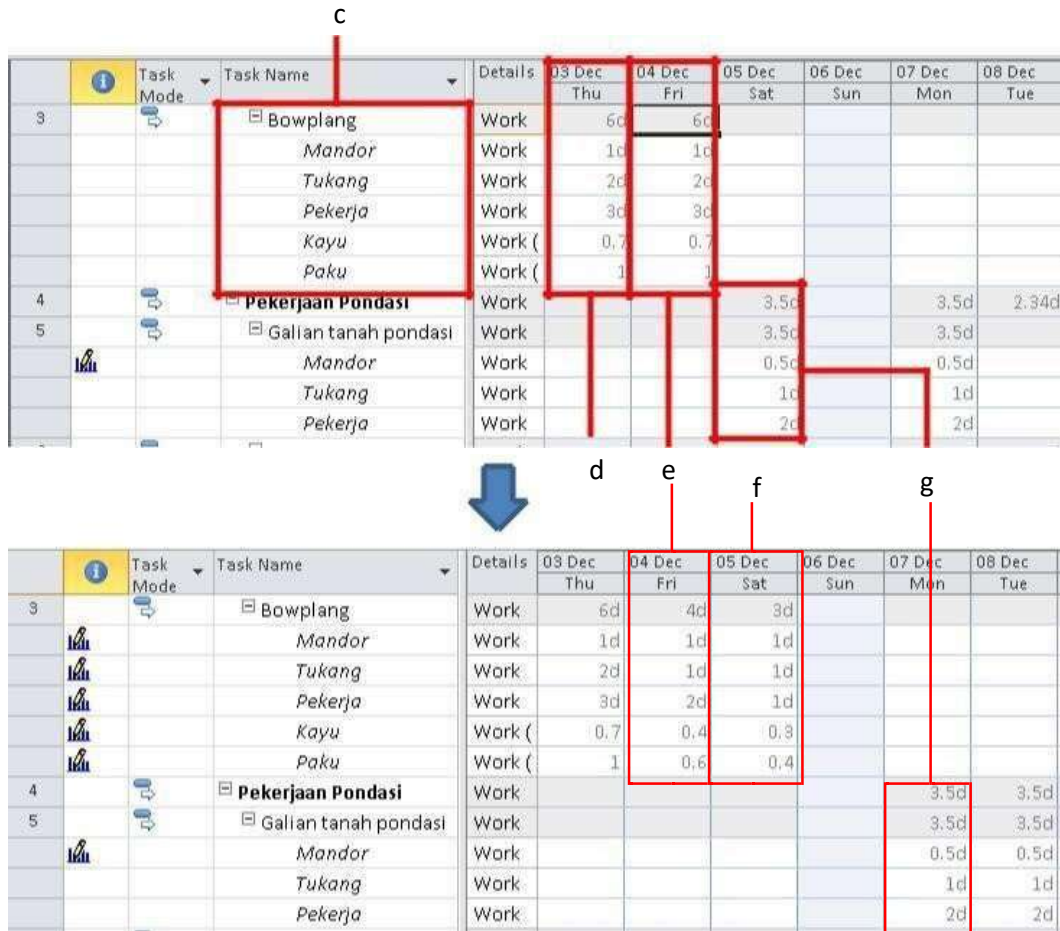 c
Task Mode Task Name Details 03 Dec 04 Dec 05 Dec 06 Dec 07 Dec 08 Dec
Thu Fri Sat Sun Mon Tue
3 Bowplang Work 6d 6d
Mandor Work 1d 1d
Tukang Work 2d 2d
Pekerja Work 3d 3d
Kayu Work ( 0.7 0.7
Paku Work ( 1 1
4 Pekerjaan Pondasi Work 3.5d 3.5d 2.34d
5 Galian tanah pondasi Work 3.5d 3.5d
Mandor Work 0.5d 0.5d
Tukang Work 1d 1d
Pekerja Work 2d 2d
d e f g
Task Mode Task Name Details 03 Dec 04 Dec 05 Dec 06 Dec 07 Dec 08 Dec
Thu Fri Sat Sun Mon Tue
3 Bowplang Work 6d 4d 3d
Mandor Work 1d 1d 1d
Tukang Work 2d 1d 1d
Pekerja Work 3d 2d 1d
Kayu Work ( 0.7 0.4 0.3
Paku Work ( 1 0.6 0.4
4 Pekerjaan Pondasi Work 3.5d 3.5d
5 Galian tanah pondasi Work 3.5d 3.5d
Mandor Work 0.5d 0.5d
Tukang Work 1d 1d
Pekerja Work 2d 2d